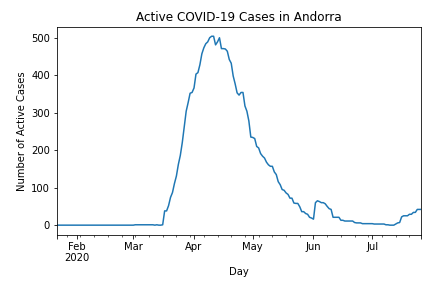 Active COVID-19 Cases in Andorra
Number of Active Cases
500
400
300
200
100
0
Feb Mar Apr May Jun Jul
2020
Day